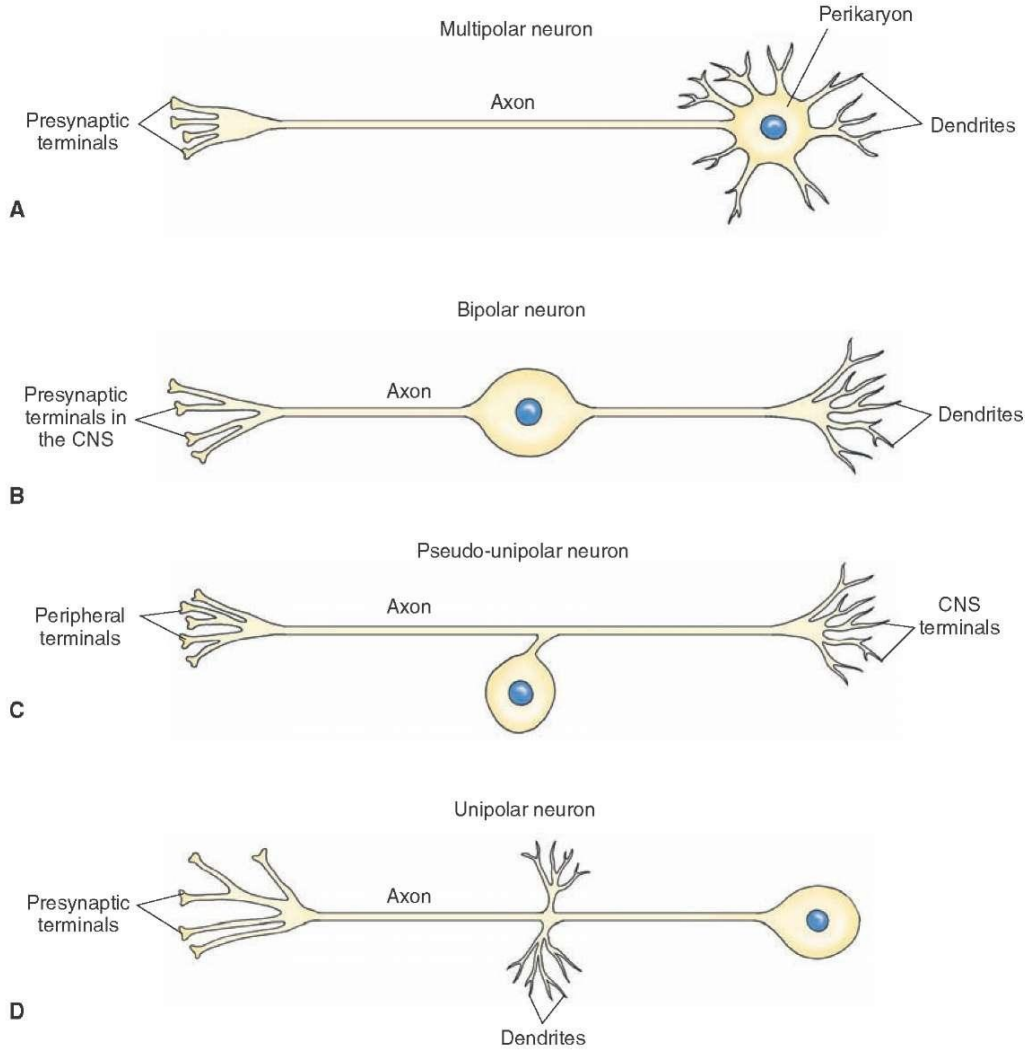 Multipolar neuron
Perikaryon
Axon
Presynaptic
terminals
Dendrites
A
Bipolar neuron
Axon
Presynaptic
terminals in
the CNS
Dendrites
B
Pseudo-unipolar neuron
Axon
Peripheral
terminals
CNS
terminals
C
Unipolar neuron
Axon
Presynaptic
terminals
Dendrites
D